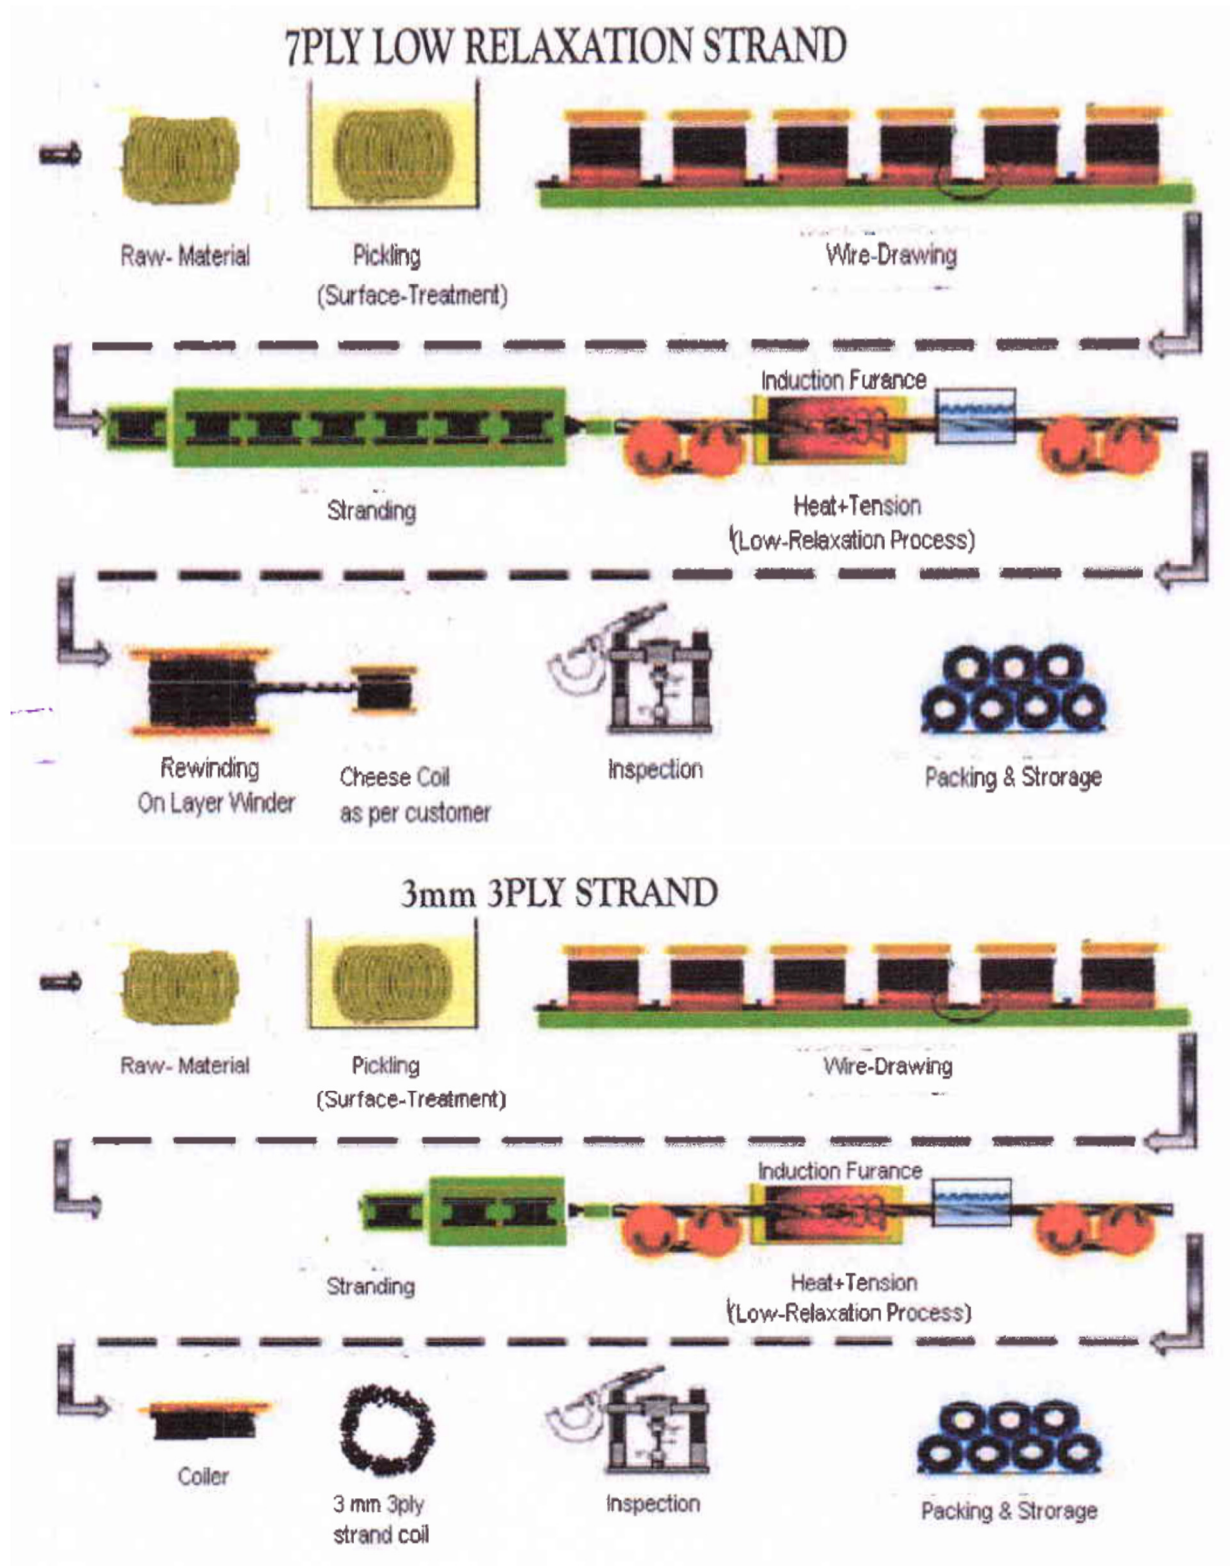 7PLY LOW RELAXATION STRAND
Raw- Material
Pickling
(Surface-Treatment)
Wire-Drawing
Induction Furance
Stranding
Heat+Tension
(Low-Relaxation Process)
Rewinding
On Layer Winder
Cheese Coil
as per customer
Inspection
Packing & Strorage
3mm 3PLY STRAND
Raw- Material
Pickling
(Surface-Treatment)
Wire-Drawing
Induction Furance
Stranding
Heat+Tension
(Low-Relaxation Process)
Coiler
3 mm 3ply
strand coil
Inspection
Packing & Strorage